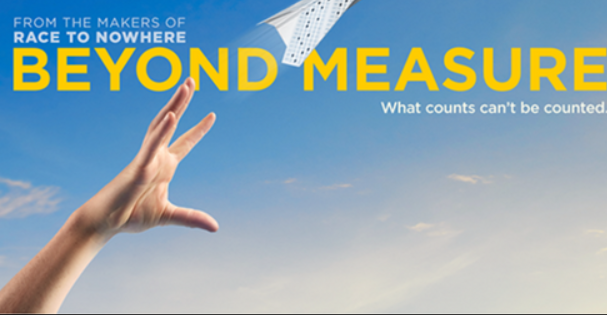 FROM THE MAKERS OF
RACE TO NOWHERE
BEYOND MEASURE
What counts can't be counted.